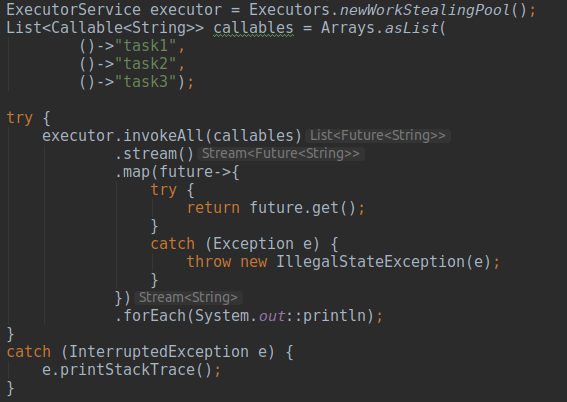 ExecutorService executor = Executors.newWorkStealingPool();
List<Callable<String>> callables = Arrays.asList(
        ()->"task1",
        ()->"task2",
        ()->"task3");

try {
    executor.invokeAll(callables) List<Future<String>>
            .stream() Stream<Future<String>>
            .map(future->{
                try {
                    return future.get();
                }
                catch (Exception e) {
                    throw new IllegalStateException(e);
                }
            }) Stream<String>
            .forEach(System.out::println);
}
catch (InterruptedException e) {
    e.printStackTrace();
}